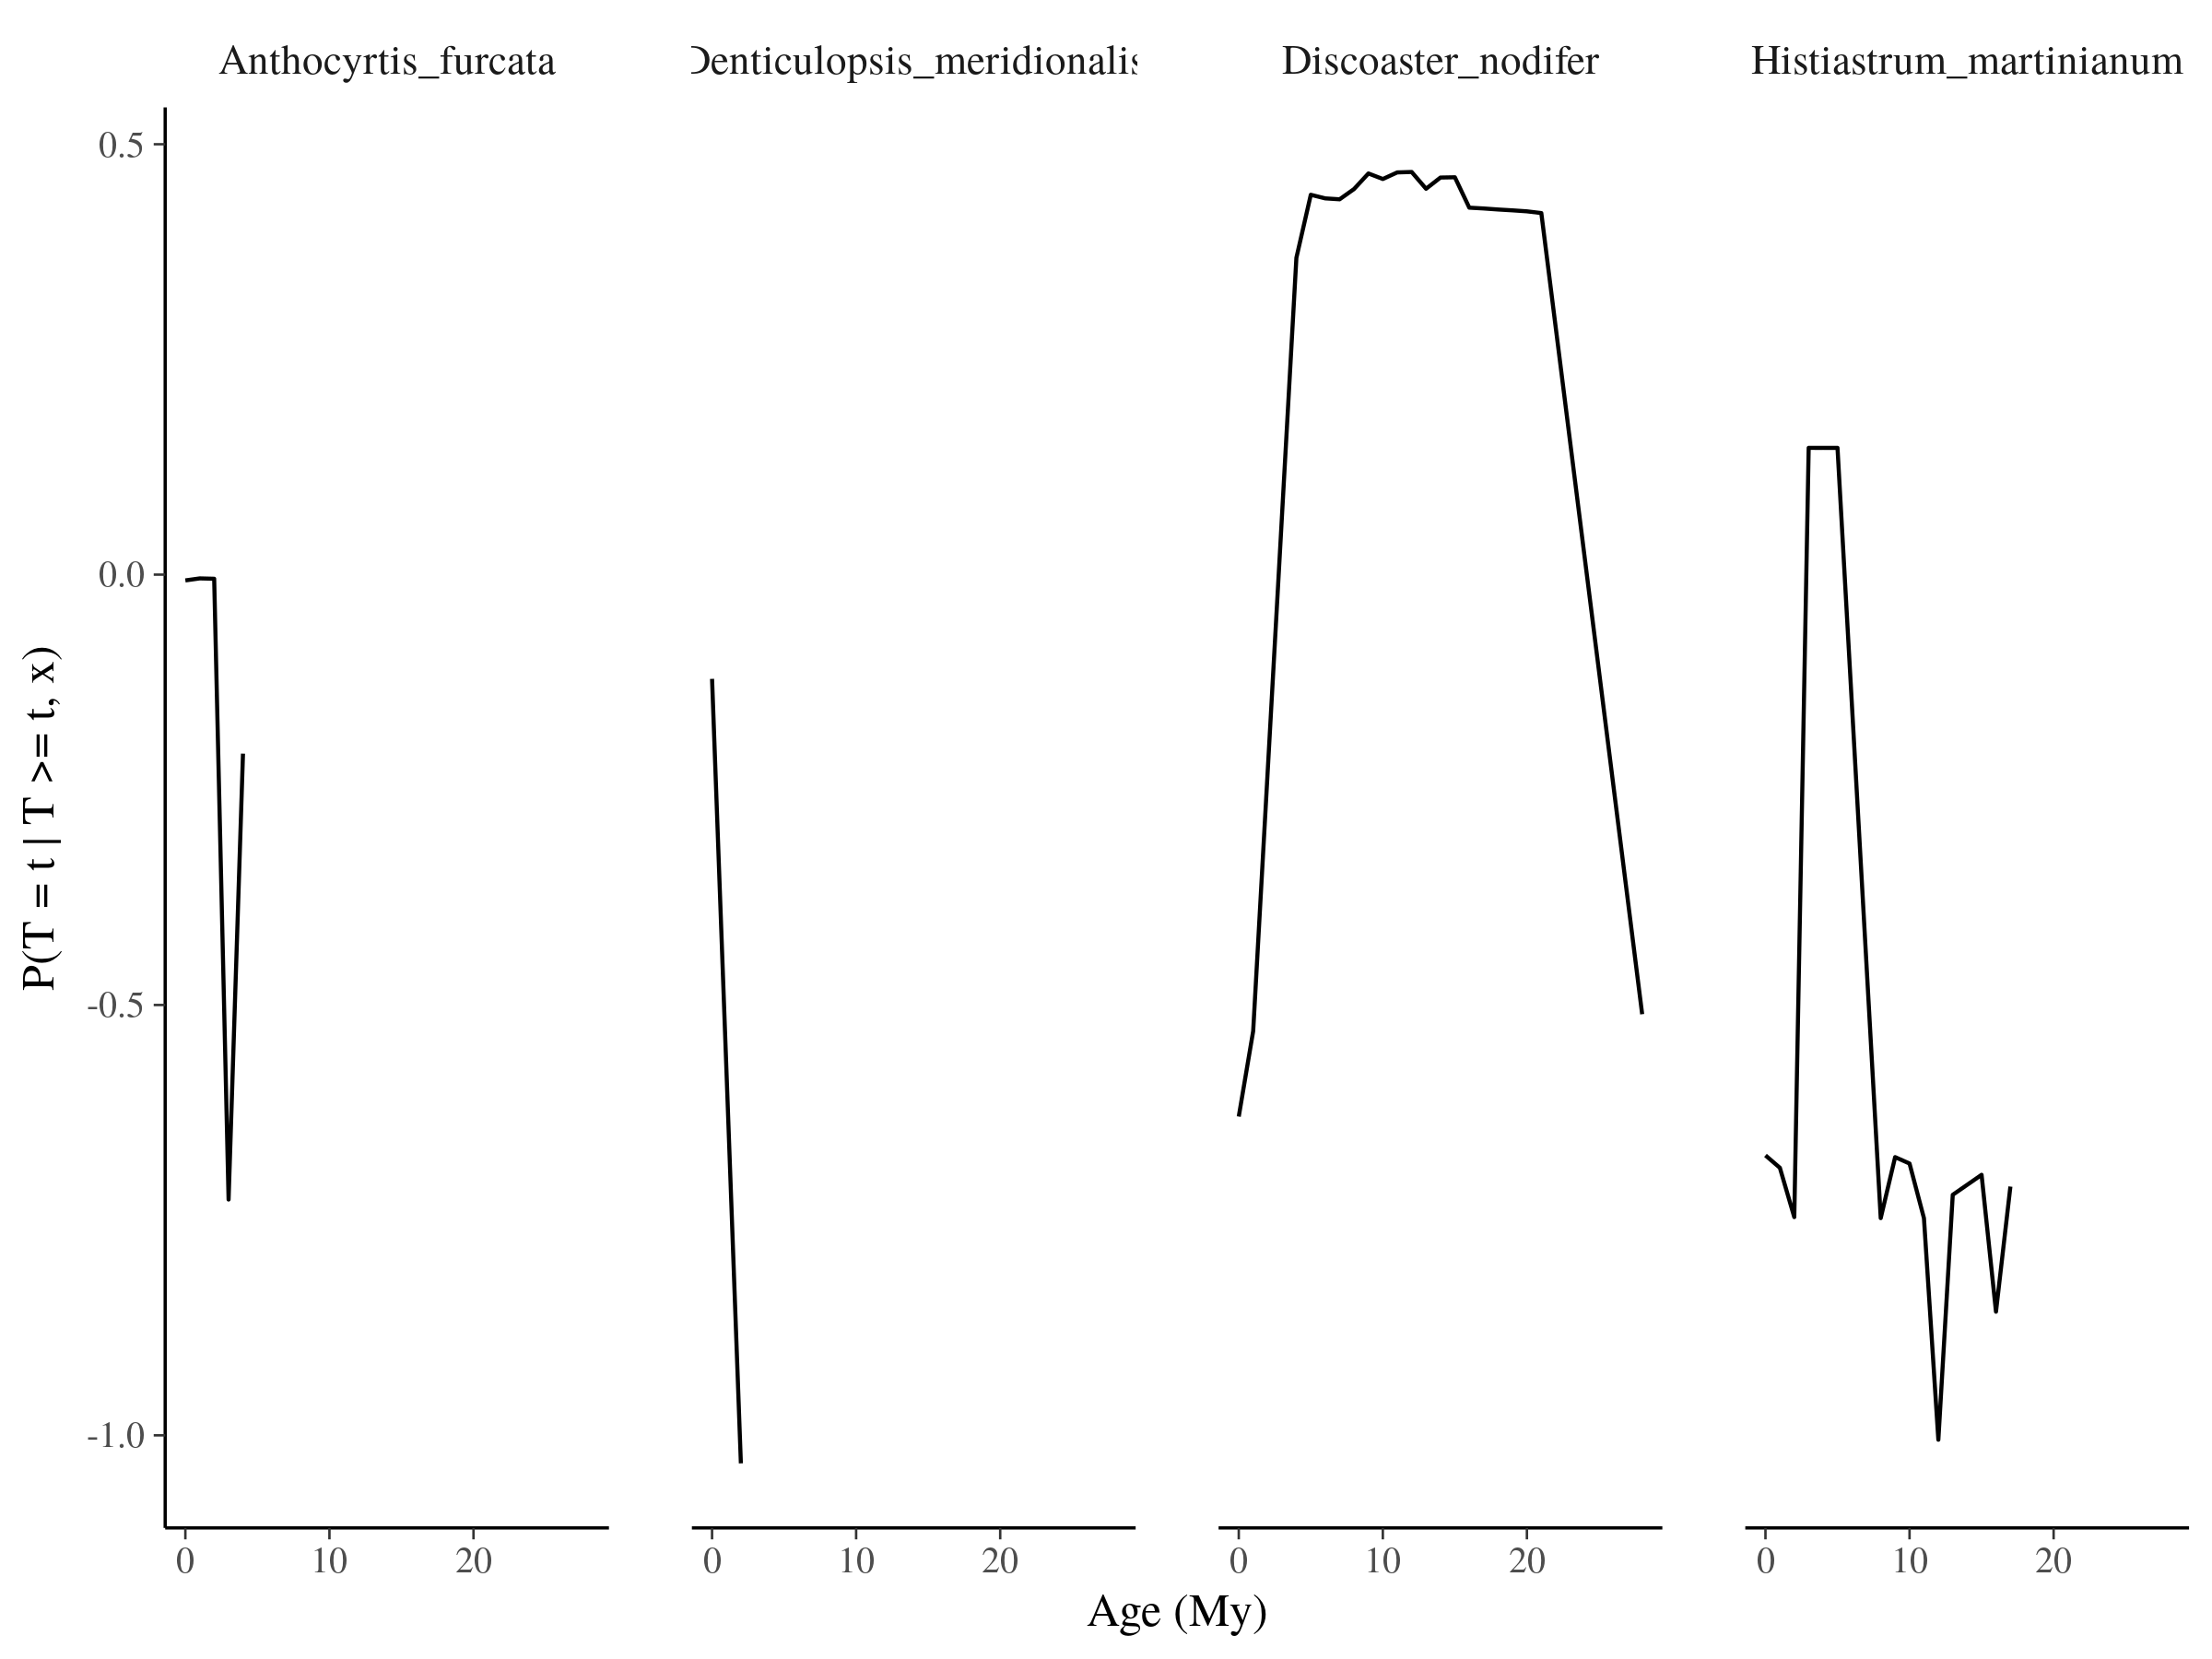 Anthocyrtis_furcata Denticulopsis_meridionalis Discoaster_nodifer Histiastrum_martinianum
0.5
0.0
-0.5
-1.0
P(T = t | T >= t, x)
0 10 20 0 10 20 0 10 20 0 10 20
Age (My)